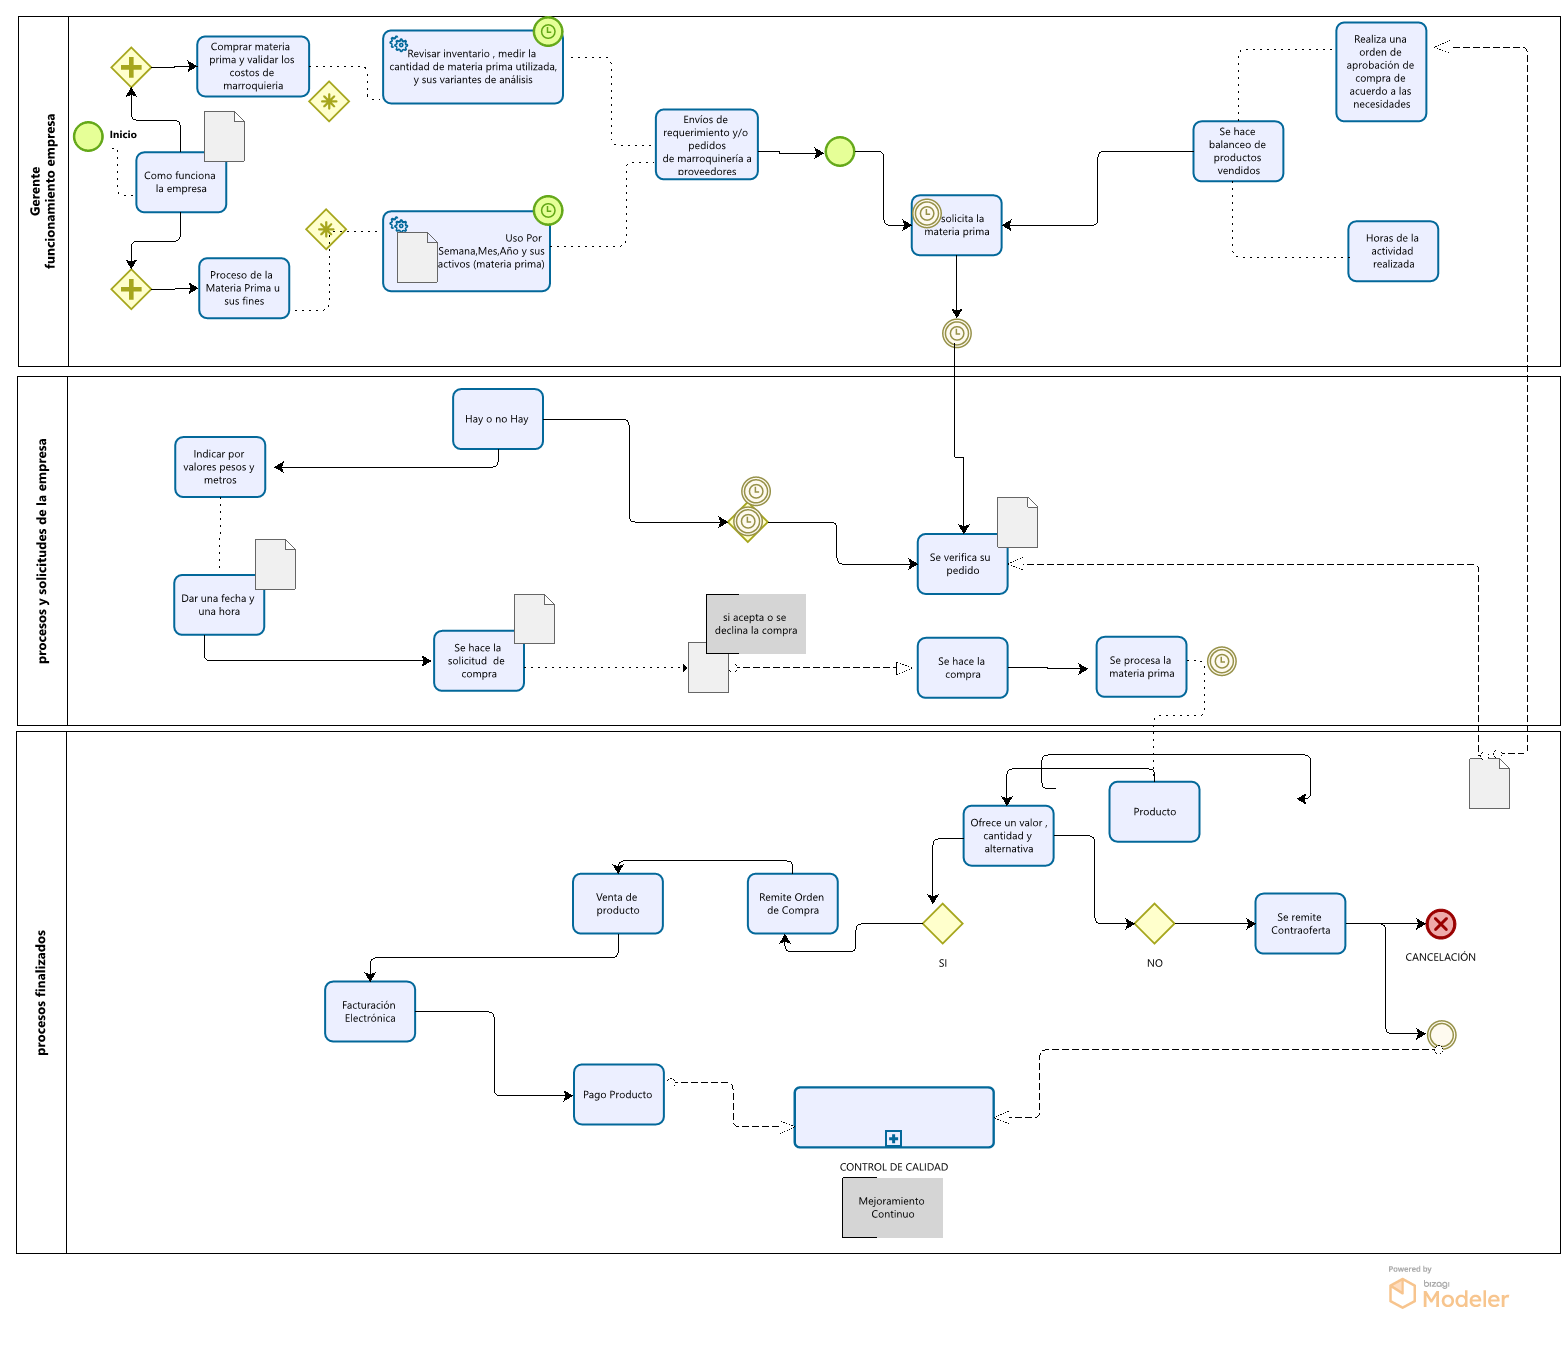 Gerente
funcionamiento empresa
Comprar materia
prima y validar los
costos de
marroquieria
Revisar inventario , medir la
cantidad de materia prima utilizada,
y sus variantes de análisis
Inicio
Como funciona
la empresa
Envíos de
requerimiento y/o
pedidos
de marroquinería a
proveedores
Realiza una
orden de
aprobación de
compra de
acuerdo a las
necesidades
Se hace
balanceo de
productos
vendidos
solicita la
materia prima
Uso Por
Semana,Mes,Año y sus
activos (materia prima)
Proceso de la
Materia Prima u
sus fines
Horas de la
actividad
realizada
procesos y solicitudes de la empresa
Hay o no Hay
Indicar por
valores pesos y
metros
Se verifica su
pedido
Dar una fecha y
una hora
Se hace la
solicitud de
compra
si acepta o se
declina la compra
Se hace la
compra
Se procesa la
materia prima
procesos finalizados
Producto
Ofrece un valor ,
cantidad y
alternativa
Venta de
producto
Remite Orden
de Compra
SI
NO
Se remite
Contraoferta
CANCELACIÓN
Facturación
Electrónica
Pago Producto
CONTROL DE CALIDAD
Mejoramiento
Continuo
Powered by
bizagi
Modeler